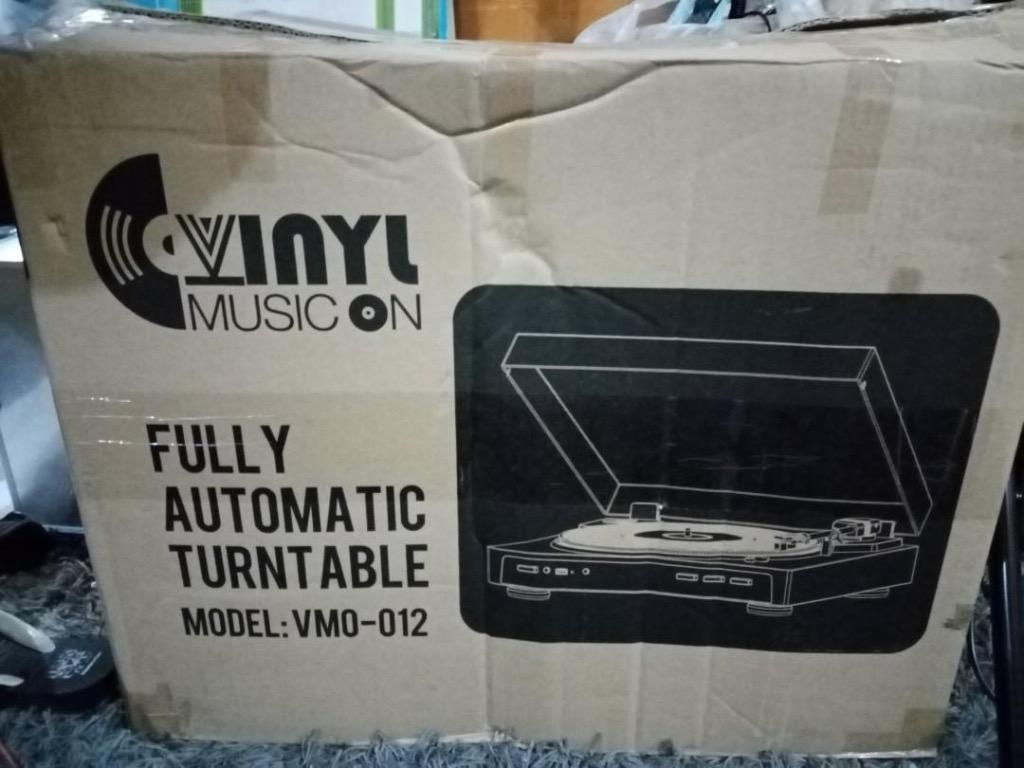 VINYL
MUSIC ON
FULLY
AUTOMATIC
TURNTABLE
MODEL: VMO-012